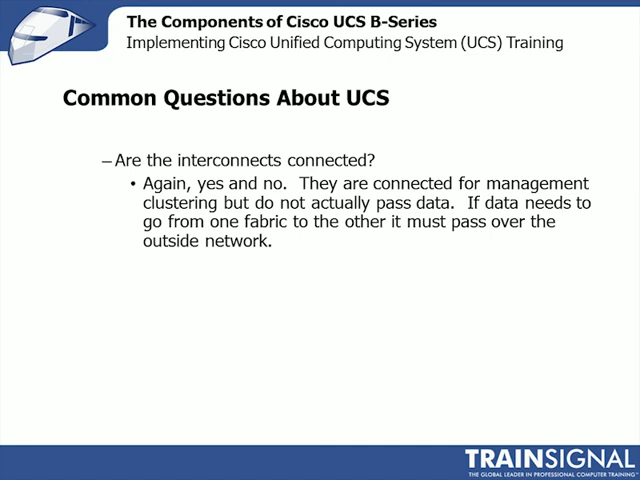 The Components of Cisco UCS B-Series
Implementing Cisco Unified Computing System (UCS) Training
Common Questions About UCS
– Are the interconnects connected?
• Again, yes and no. They are connected for management
clustering but do not actually pass data. If data needs to
go from one fabric to the other it must pass over the
outside network.
TRAINSIGNAL
THE GLOBAL LEADER IN PROFESSIONAL COMPUTER TRAINING